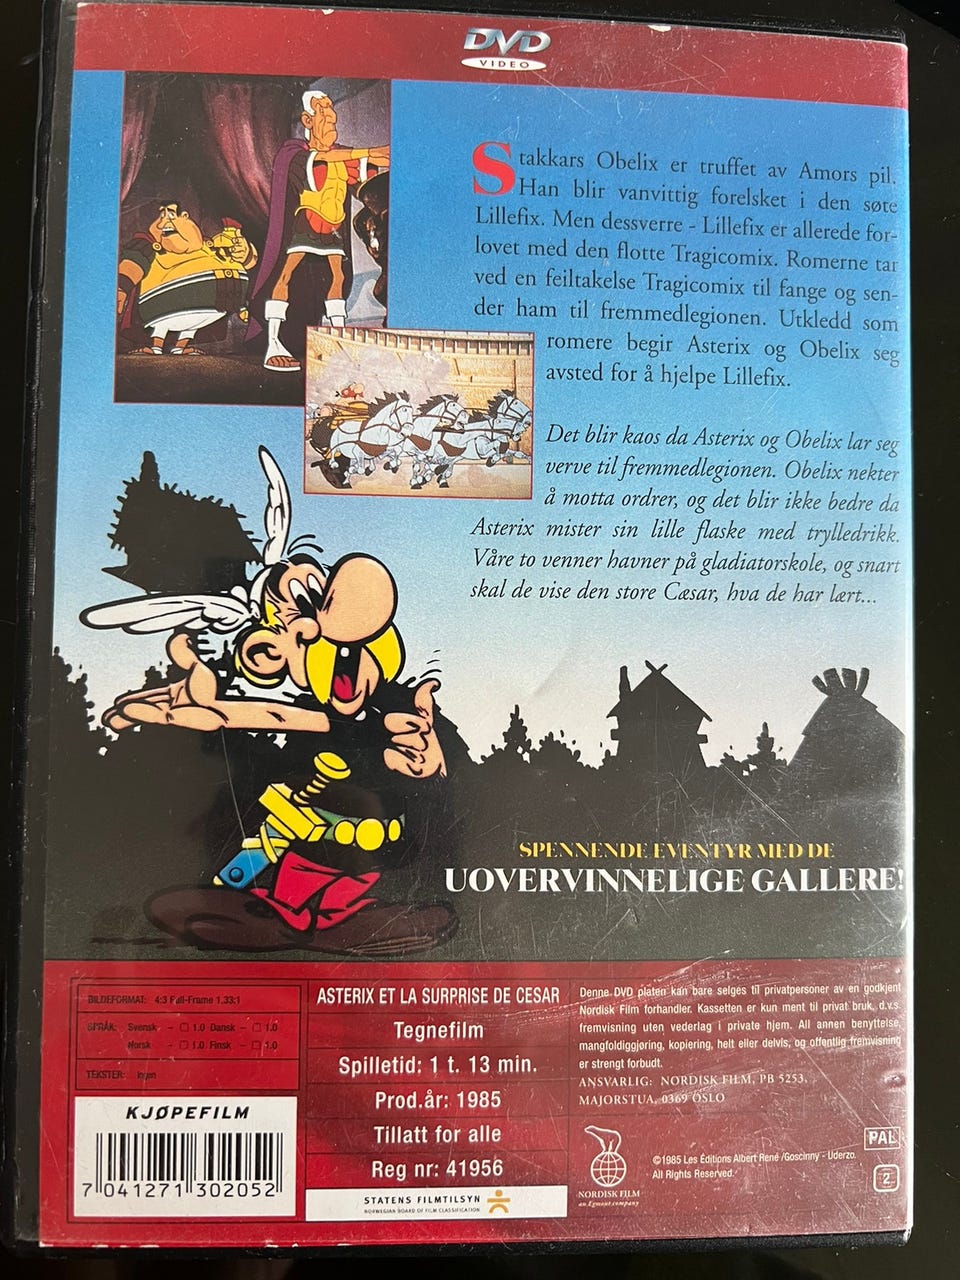 DVD
VIDEO
Stakkars Obelix er truffet av Amors pil.
Han blir vanvittig forelsket i den søte
Lillefix. Men dessverre - Lillefix er allerede for-
lovet med den flotte Tragicomix. Romerne tar
ved en feiltakelse Tragicomix til fange og sen-
der ham til fremmedlegionen. Utkledd som
romere begir Asterix og Obelix seg
avsted for å hjelpe Lillefix.
Det blir kaos da Asterix og Obelix lar seg
verve til fremmedlegionen. Obelix nekter
å motta ordrer, og det blir ikke bedre da
Asterix mister sin lille flaske med trylledrikk.
Våre to venner havner på gladiatorskole, og snart
skal de vise den store Cæsar, hva de har lært...
SPENNENDE EVENTYR MED DE
UOVERVINNELIGE GALLERE!
BILDEFORMAT: 4:3 Full-Frame 1.33:1
SPRÅK: Svensk - 1.0 Dansk - 1.0
Norsk - 1.0 Finsk - 1.0
TEKSTER: Ingen
KJØPEFILM
7 041271 302052
ASTERIX ET LA SURPRISE DE CESAR
Tegnefilm
Spilletid: 1 t. 13 min.
Prod.år: 1985
Tillatt for alle
Reg nr: 41956
STATENS FILMTILSYN
NORWEGIAN BOARD OF FILM CLASSIFICATION
Denne DVD platen kan bare selges til privatpersoner av en godkjent
Nordisk Film forhandler. Kassetten er kun ment til privat bruk, d.v.s.
fremvisning uten vederlag i private hjem. All annen benyttelse,
mangfoldiggjøring, kopiering, helt eller delvis, og offentlig fremvisning
er strengt forbudt.
ANSVARLIG: NORDISK FILM, PB 5253,
MAJORSTUA, 0369 OSLO
NORDISK FILM
an Egmont company
©1985 Les Éditions Albert René /Goscinny - Uderzo.
All Rights Reserved.
PAL
2